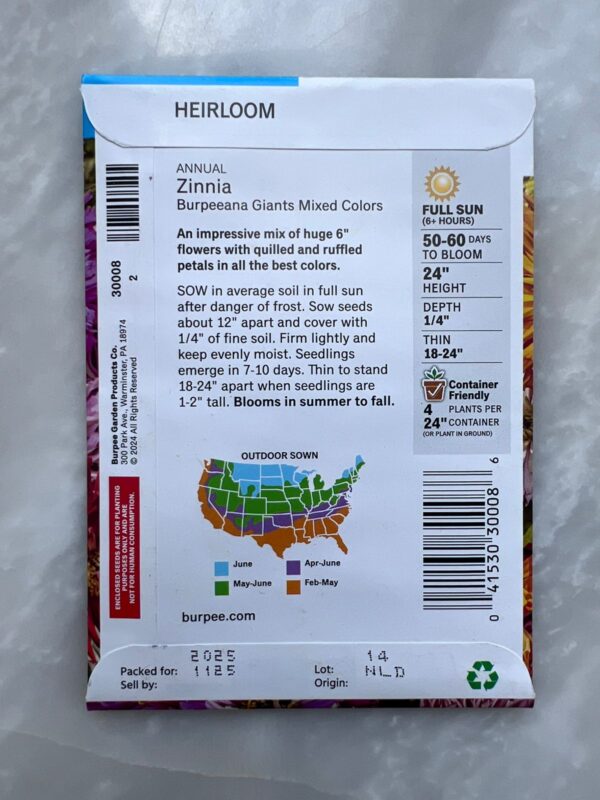 HEIRLOOM
ANNUAL
Zinnia
Burpeeana Giants Mixed Colors
An impressive mix of huge 6"
flowers with quilled and ruffled
petals in all the best colors.
SOW in average soil in full sun
after danger of frost. Sow seeds
about 12" apart and cover with
1/4" of fine soil. Firm lightly and
keep evenly moist. Seedlings
emerge in 7-10 days. Thin to stand
18-24" apart when seedlings are
1-2" tall. Blooms in summer to fall.
FULL SUN
(6+ HOURS)
50-60 DAYS
TO BLOOM
24"
HEIGHT
DEPTH
1/4"
THIN
18-24"
Container
Friendly
4 PLANTS PER
24" CONTAINER
(OR PLANT IN GROUND)
30008
2
Burpee Garden Products Co.
300 Park Ave., Warminster, PA 18974
© 2024 All Rights Reserved
ENCLOSED SEEDS ARE FOR PLANTING
PURPOSES ONLY AND ARE
NOT FOR HUMAN CONSUMPTION.
OUTDOOR SOWN
June
Apr-June
May-June
Feb-May
burpee.com
0 41530 30008 6
Packed for: 2025
Sell by: 1125
Lot: 14
Origin: NLD